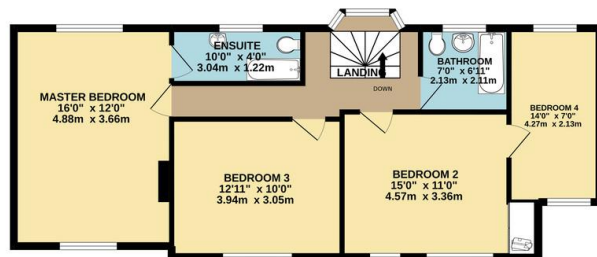 MASTER BEDROOM
16'0" x 12'0"
4.88m x 3.66m
ENSUITE
10'0" x 4'0"
3.04m x 1.22m
LANDING
DOWN
BATHROOM
7'0" x 6'11"
2.13m x 2.11m
BEDROOM 4
14'0" x 7'0"
4.27m x 2.13m
BEDROOM 3
12'11" x 10'0"
3.94m x 3.05m
BEDROOM 2
15'0" x 11'0"
4.57m x 3.36m